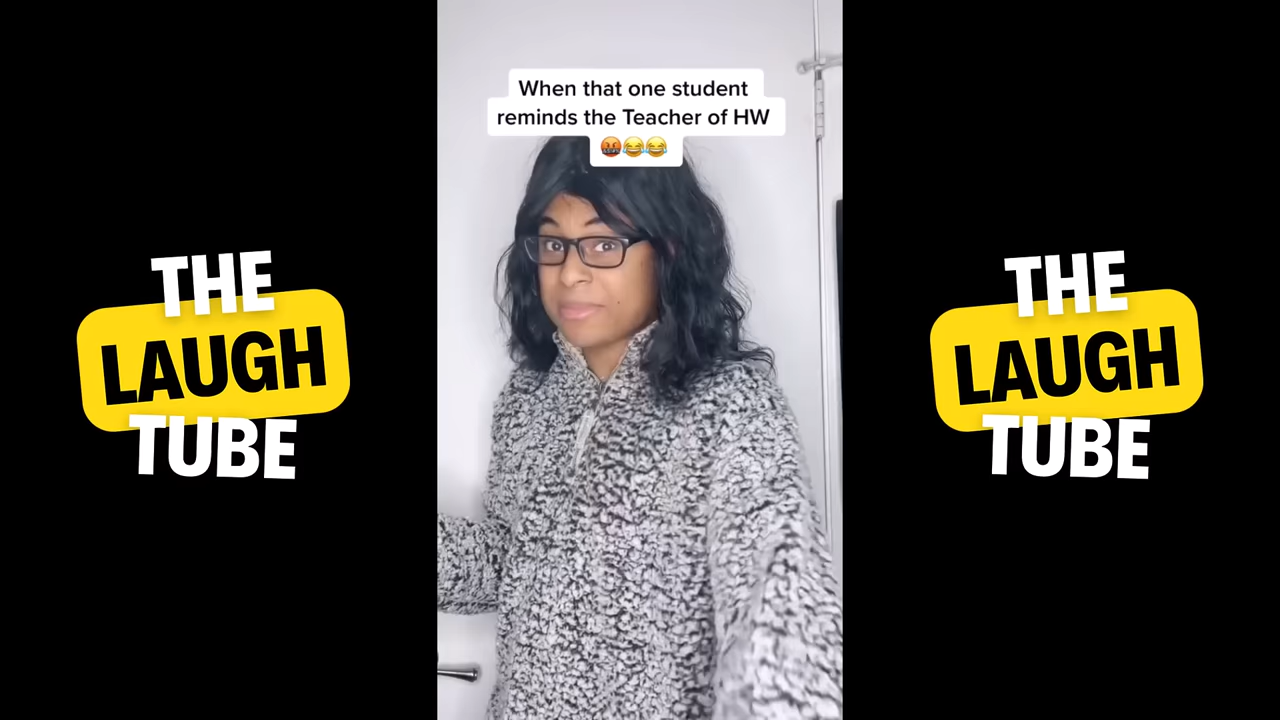 When that one student
reminds the Teacher of HW
🤬😂😂
THE
LAUGH
TUBE
THE
LAUGH
TUBE